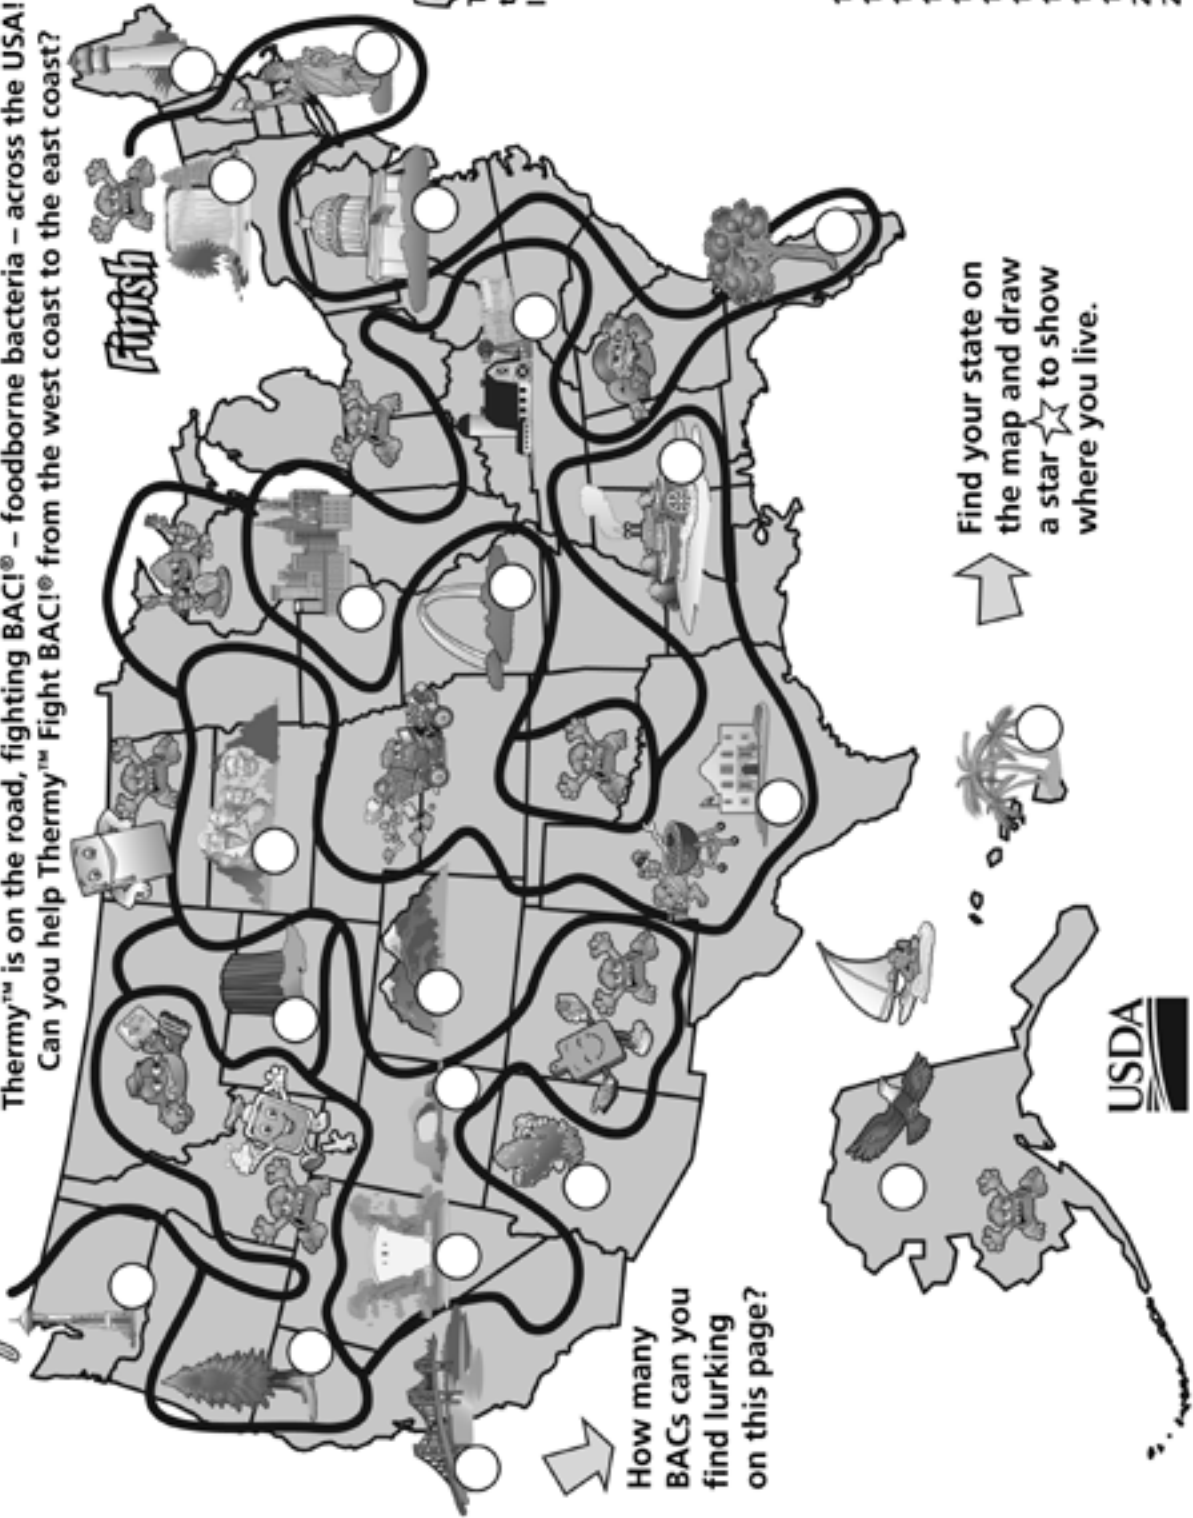 Thermy™ is on the road, fighting BAC!® – foodborne bacteria – across the USA!
Can you help Thermy™ Fight BAC!® from the west coast to the east coast?
Finish
How many
BACs can you
find lurking
on this page?
Find your state on
the map and draw
a star to show
where you live.
USDA